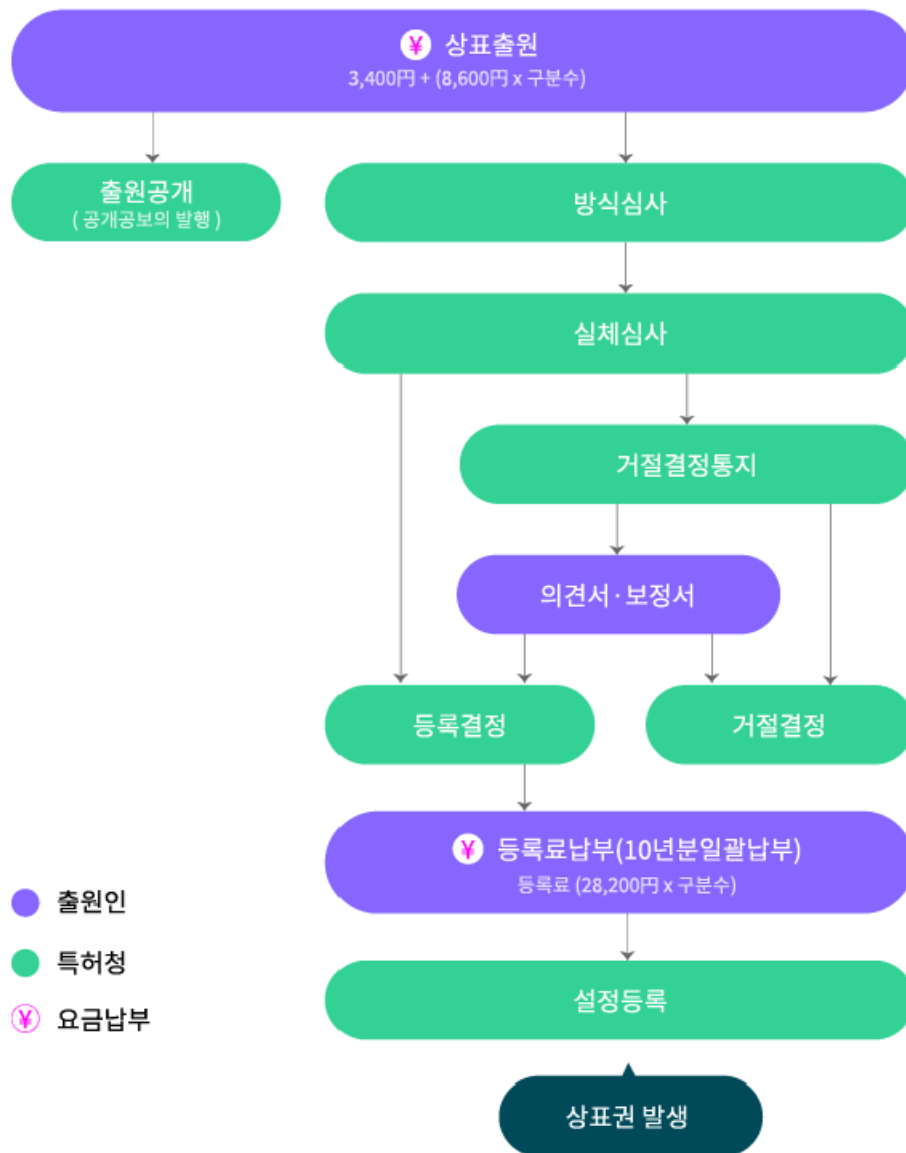 ¥ 상표출원
3,400円 + (8,600円 x 구분수)
출원공개
( 공개공보의 발행 )
방식심사
실체심사
거절결정통지
의견서·보정서
등록결정
거절결정
¥ 등록료납부(10년분일괄납부)
등록료 (28,200円 x 구분수)
출원인
특허청
¥ 요금납부
설정등록
상표권 발생